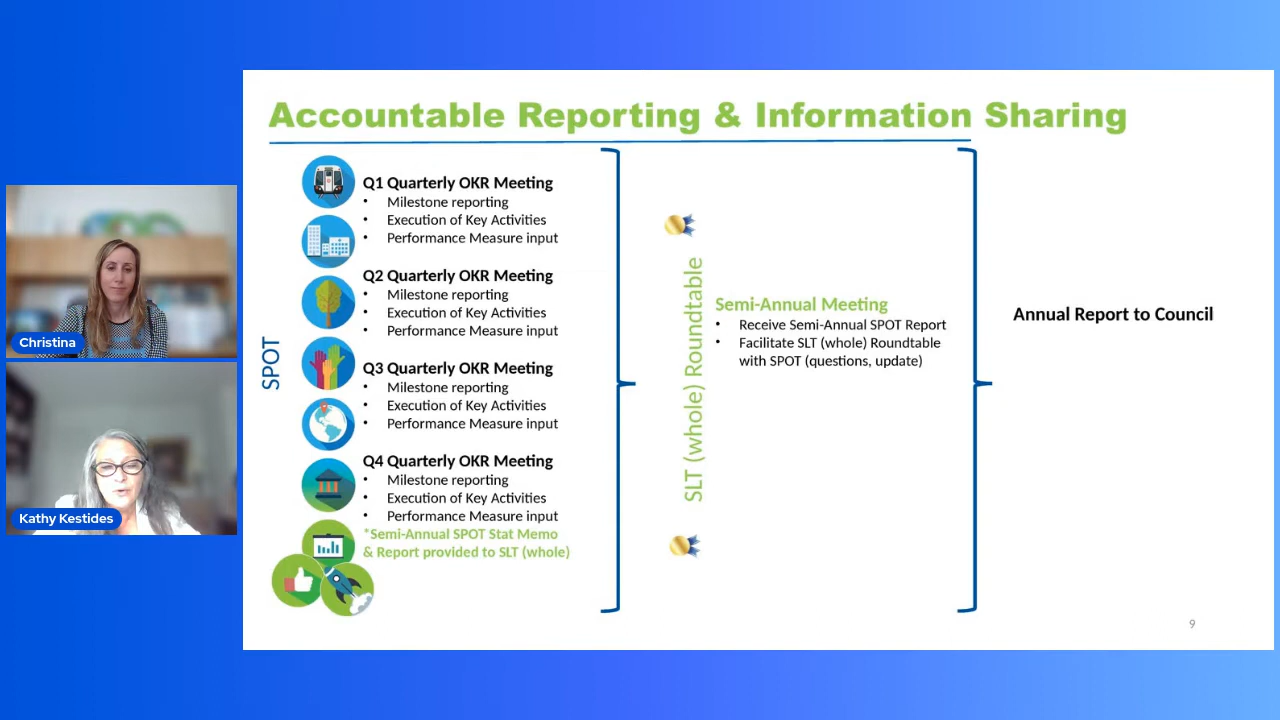 Accountable Reporting & Information Sharing
Christina
Kathy Kestides
SPOT
Q1 Quarterly OKR Meeting
• Milestone reporting
• Execution of Key Activities
• Performance Measure input
Q2 Quarterly OKR Meeting
• Milestone reporting
• Execution of Key Activities
• Performance Measure input
Q3 Quarterly OKR Meeting
• Milestone reporting
• Execution of Key Activities
• Performance Measure input
Q4 Quarterly OKR Meeting
• Milestone reporting
• Execution of Key Activities
• Performance Measure input
*Semi-Annual SPOT Stat Memo
& Report provided to SLT (whole)
SLT (whole) Roundtable
Semi-Annual Meeting
• Receive Semi-Annual SPOT Report
• Facilitate SLT (whole) Roundtable
with SPOT (questions, update)
Annual Report to Council
9